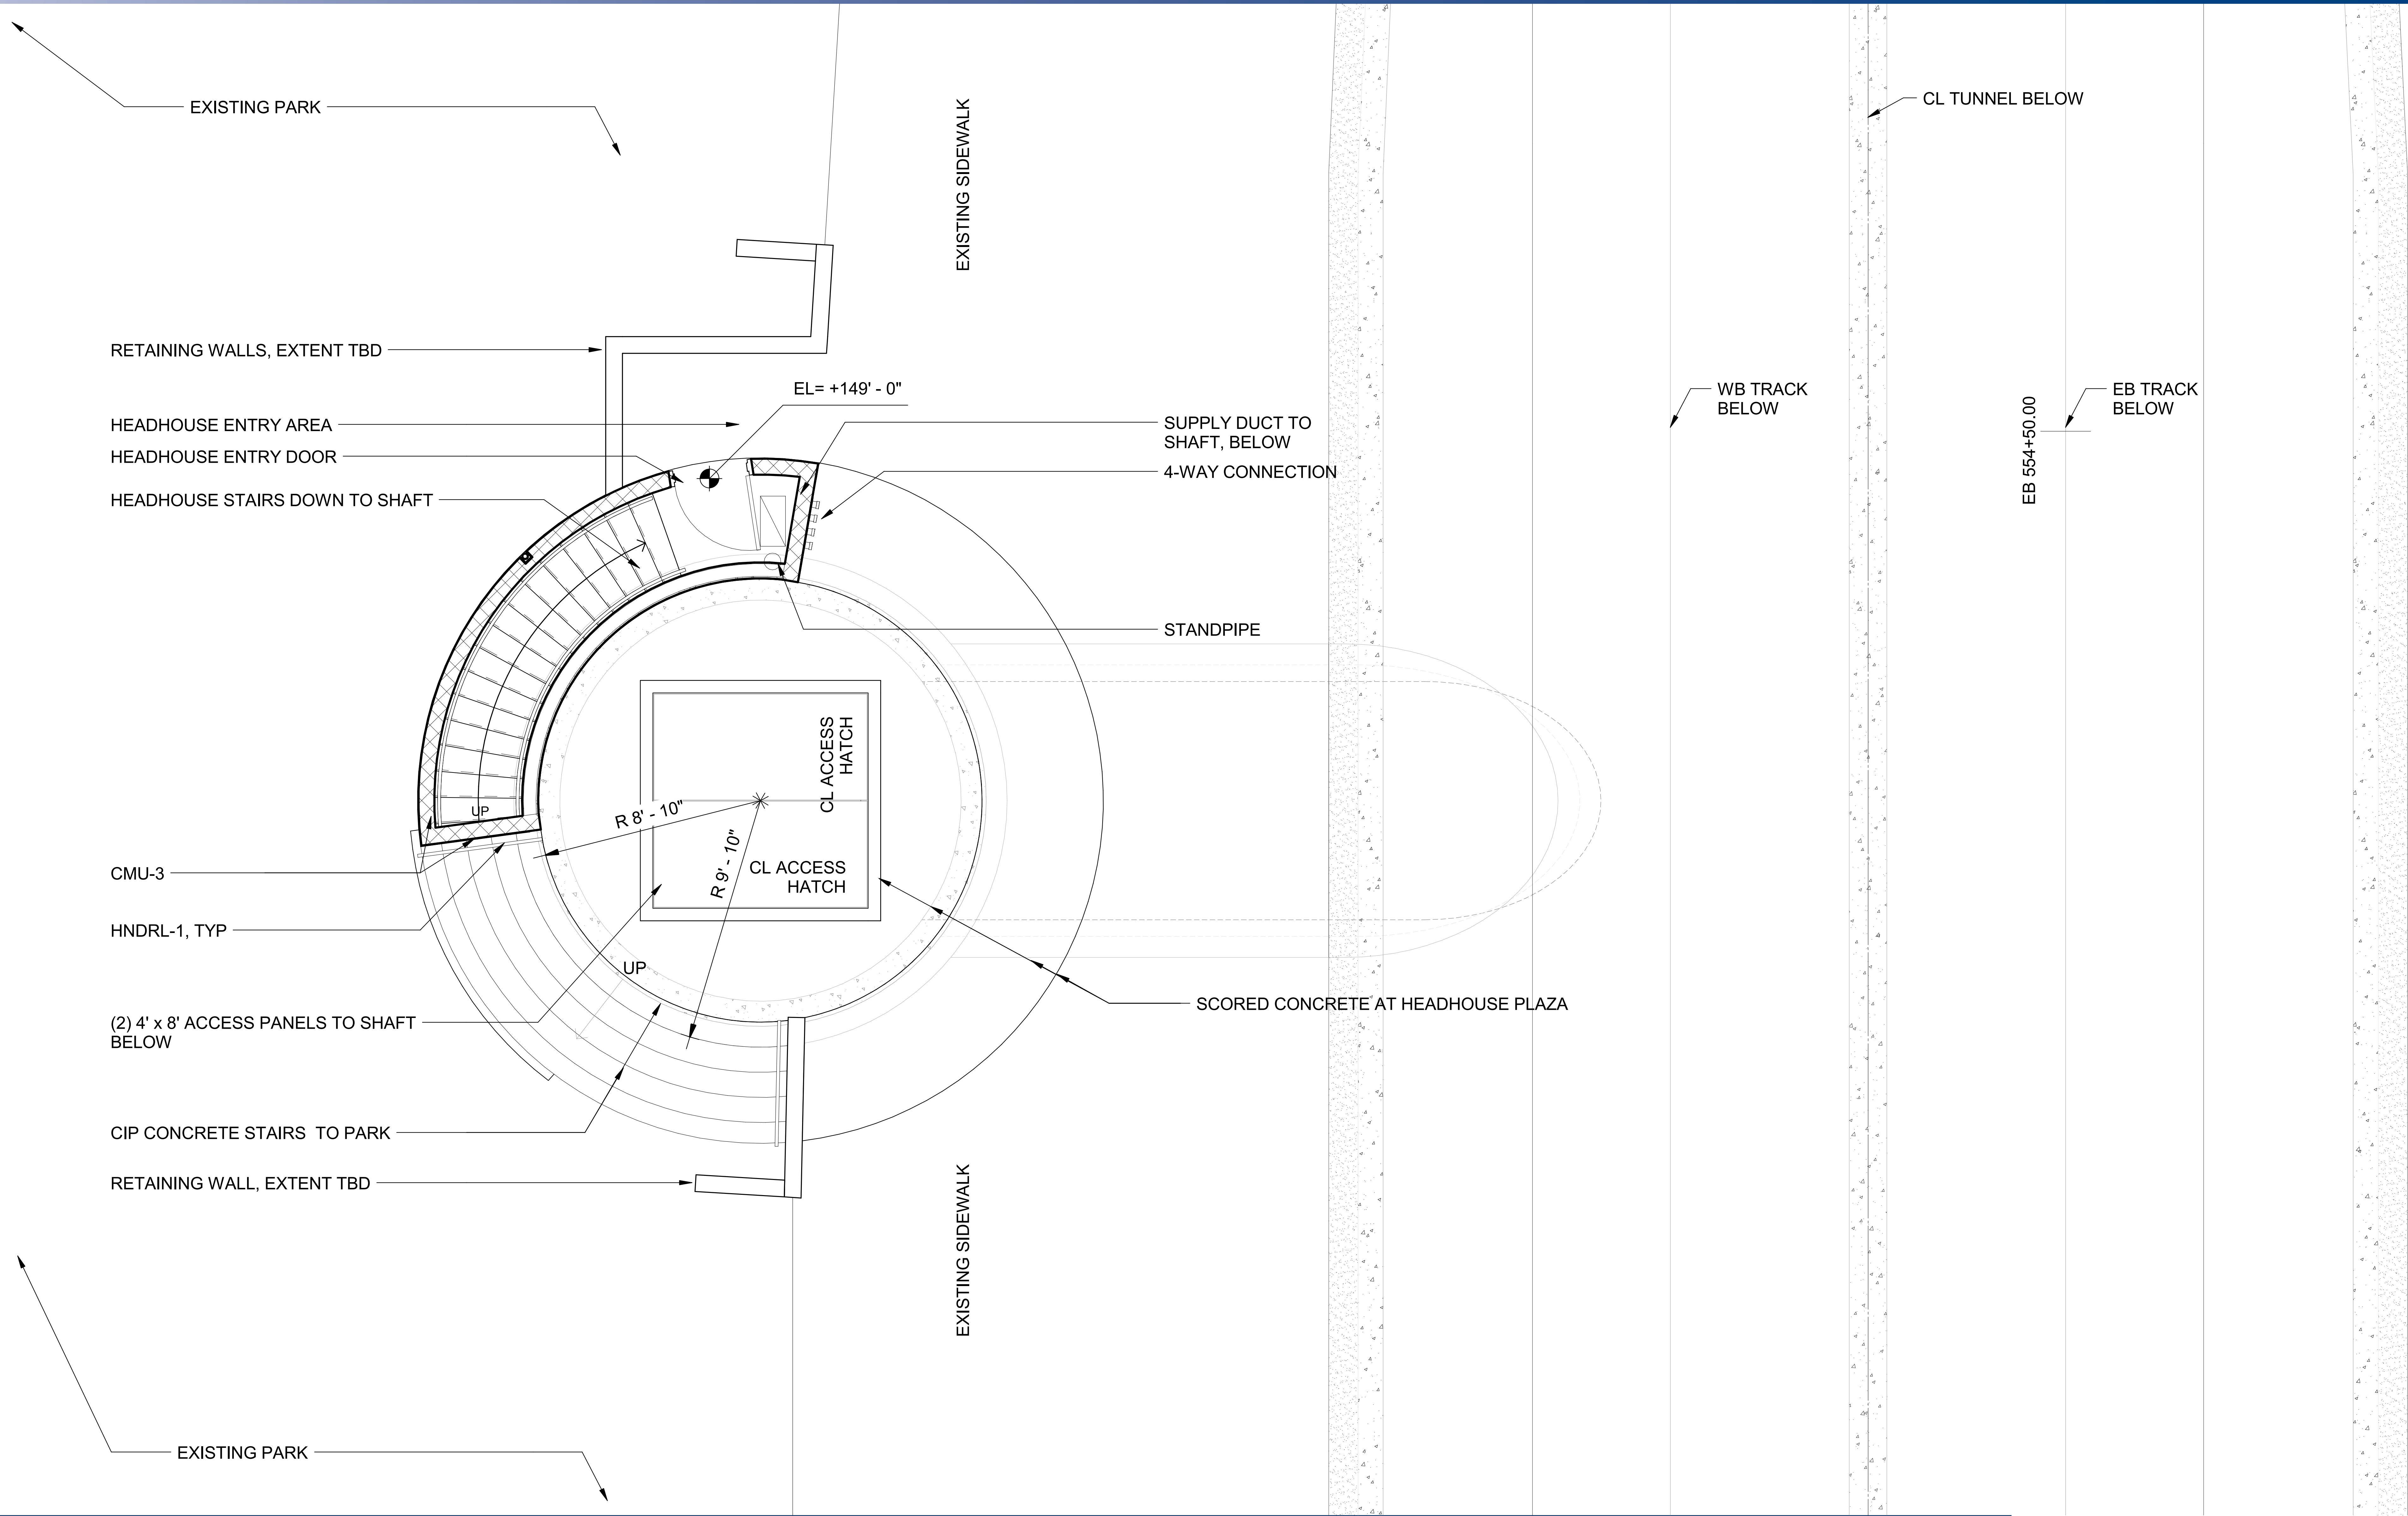 EXISTING PARK
EXISTING SIDEWALK
CL TUNNEL BELOW
RETAINING WALLS, EXTENT TBD
EL= +149' - 0"
HEADHOUSE ENTRY AREA
HEADHOUSE ENTRY DOOR
HEADHOUSE STAIRS DOWN TO SHAFT
SUPPLY DUCT TO
SHAFT, BELOW
4-WAY CONNECTION
WB TRACK
BELOW
EB 554+50.00
EB TRACK
BELOW
STANDPIPE
CL ACCESS
HATCH
UP
R 8' - 10"
R 9' - 10"
CL ACCESS
HATCH
CMU-3
HNDRL-1, TYP
UP
(2) 4' x 8' ACCESS PANELS TO SHAFT
BELOW
SCORED CONCRETE AT HEADHOUSE PLAZA
CIP CONCRETE STAIRS  TO PARK
RETAINING WALL, EXTENT TBD
EXISTING SIDEWALK
EXISTING PARK